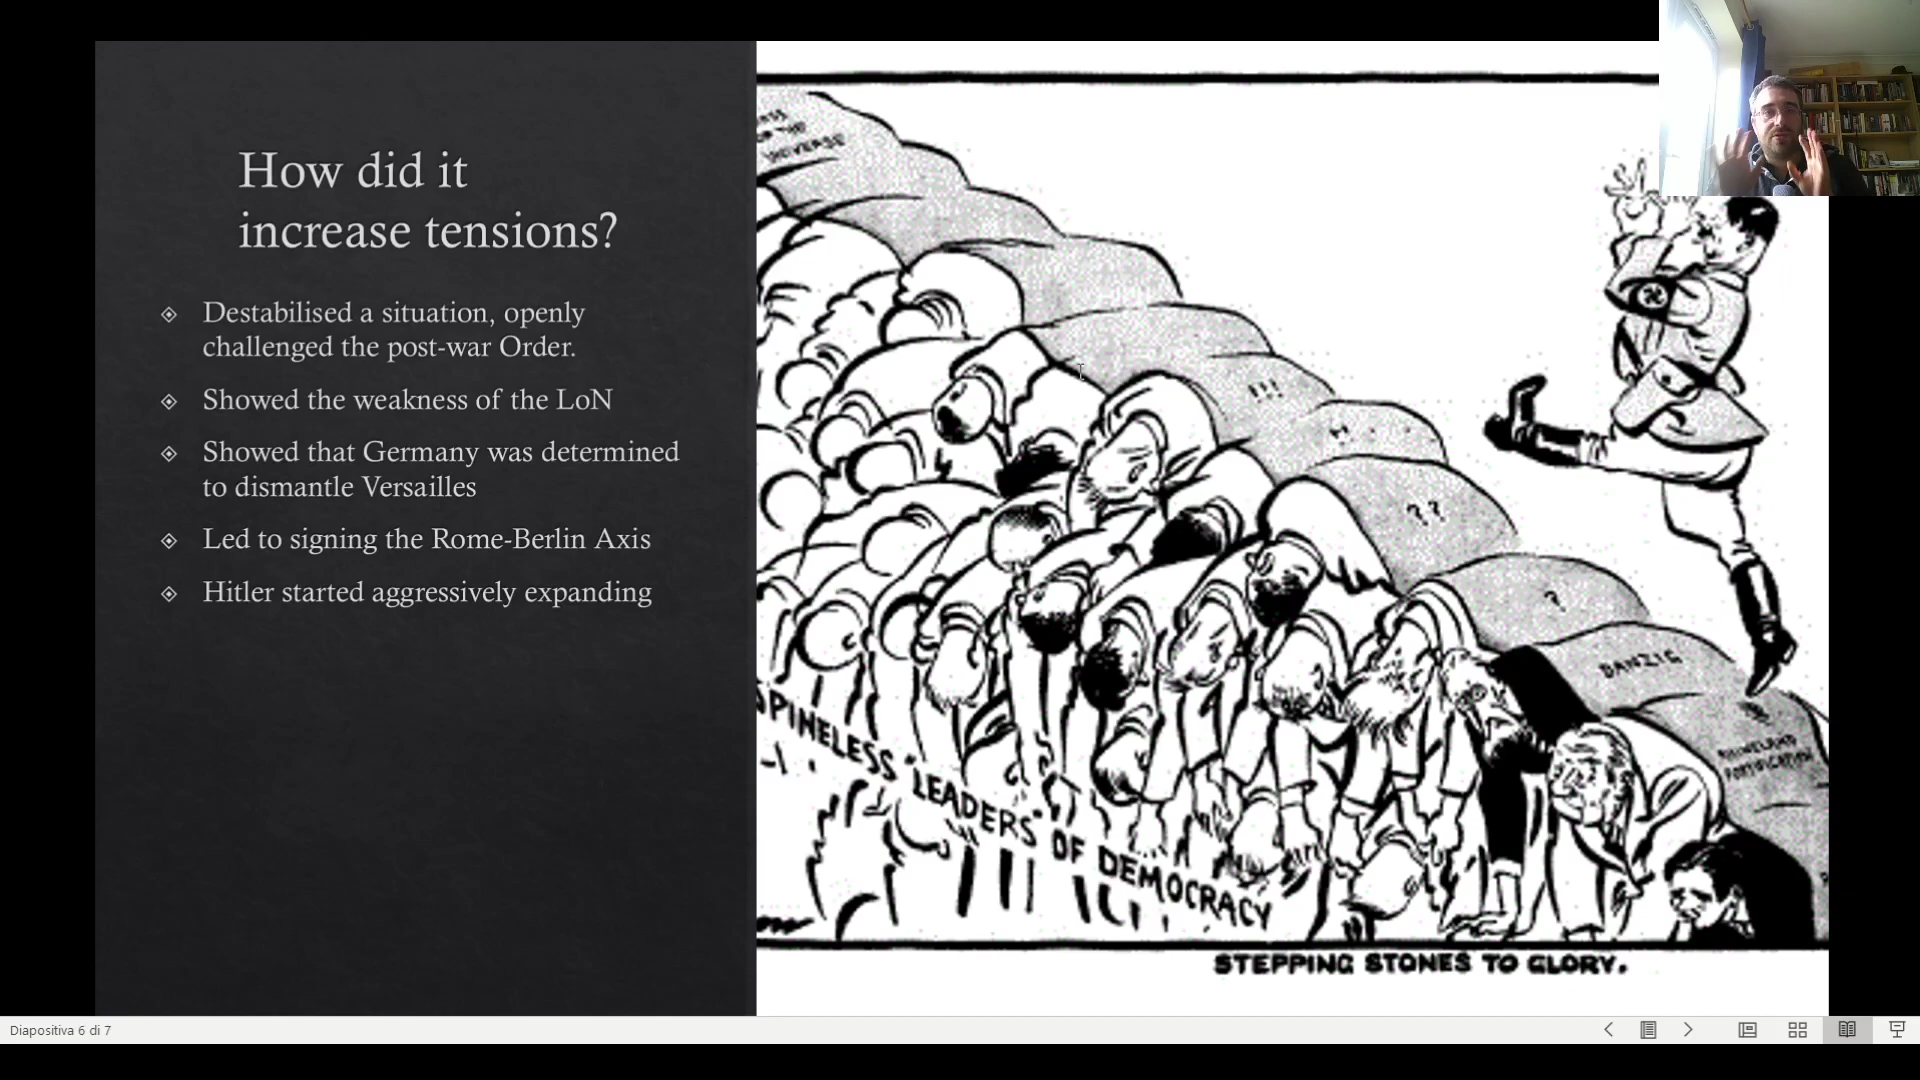 How did it
increase tensions?
Destabilised a situation, openly
challenged the post-war Order.
Showed the weakness of the LoN
Showed that Germany was determined
to dismantle Versailles
Led to signing the Rome-Berlin Axis
Hitler started aggressively expanding
!!!
??
?
DANZIG
RHINELAND
FORTIFICATION
SPINELESS "LEADERS" OF DEMOCRACY
STEPPING STONES TO GLORY.
Diapositiva 6 di 7